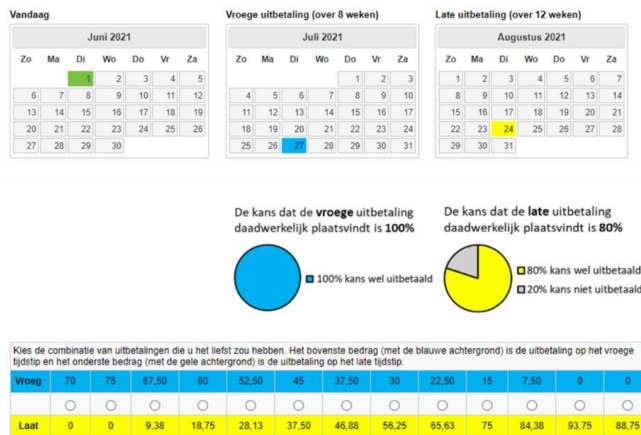 Vandaag
Vroege uitbetaling (over 8 weken)
Late uitbetaling (over 12 weken)
Juni 2021
Zo Ma Di Wo Do Vr Za
1 2 3 4 5
6 7 8 9 10 11 12
13 14 15 16 17 18 19
20 21 22 23 24 25 26
27 28 29 30
Juli 2021
Zo Ma Di Wo Do Vr Za
1 2 3
4 5 6 7 8 9 10
11 12 13 14 15 16 17
18 19 20 21 22 23 24
25 26 27 28 29 30 31
Augustus 2021
Zo Ma Di Wo Do Vr Za
1 2 3 4 5 6 7
8 9 10 11 12 13 14
15 16 17 18 19 20 21
22 23 24 25 26 27 28
29 30 31
De kans dat de vroege uitbetaling
daadwerkelijk plaatsvindt is 100%
100% kans wel uitbetaald
De kans dat de late uitbetaling
daadwerkelijk plaatsvindt is 80%
80% kans wel uitbetaald
20% kans niet uitbetaald
Kies de combinatie van uitbetalingen die u het liefst zou hebben. Het bovenste bedrag (met de blauwe achtergrond) is de uitbetaling op het vroege
tijdstip en het onderste bedrag (met de gele achtergrond) is de uitbetaling op het late tijdstip.
Vroeg 70 75 67,50 60 52,50 45 37,50 30 22,50 15 7,50 0 0
Laat 0 0 9,38 18,75 28,13 37,50 46,88 56,25 65,63 75 84,38 93,75 88,75